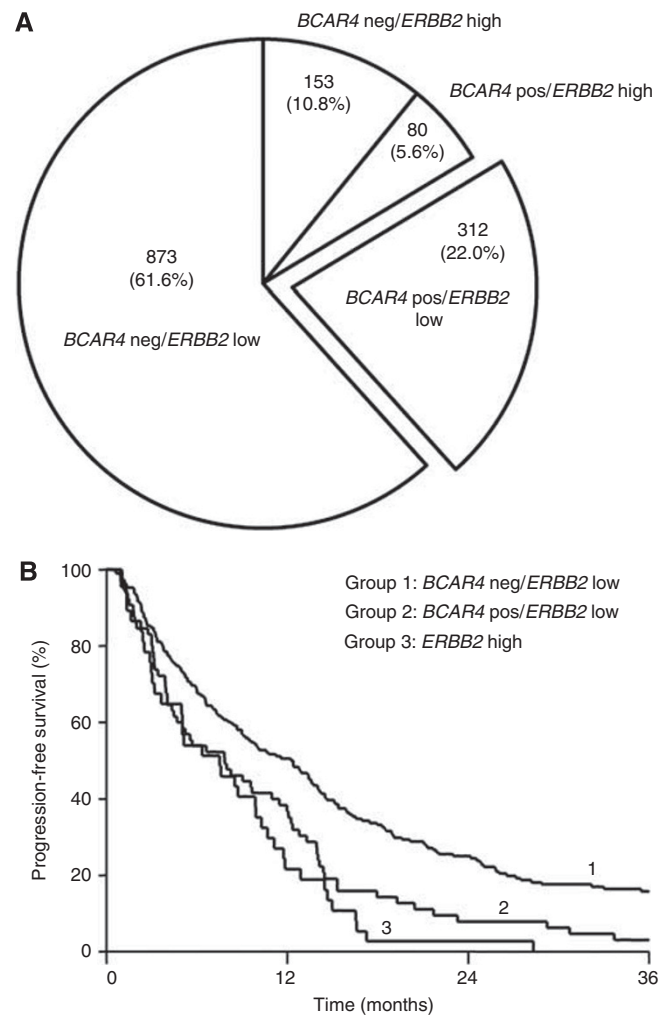 A
BCAR4 neg/ERBB2 high
153
(10.8%)
BCAR4 pos/ERBB2 high
80
(5.6%)
312
(22.0%)
BCAR4 pos/ERBB2
low
873
(61.6%)
BCAR4 neg/ERBB2 low
B
Group 1: BCAR4 neg/ERBB2 low
Group 2: BCAR4 pos/ERBB2 low
Group 3: ERBB2 high
Progression-free survival (%)
100
80
60
40
20
0
1
2
3
0 12 24 36
Time (months)